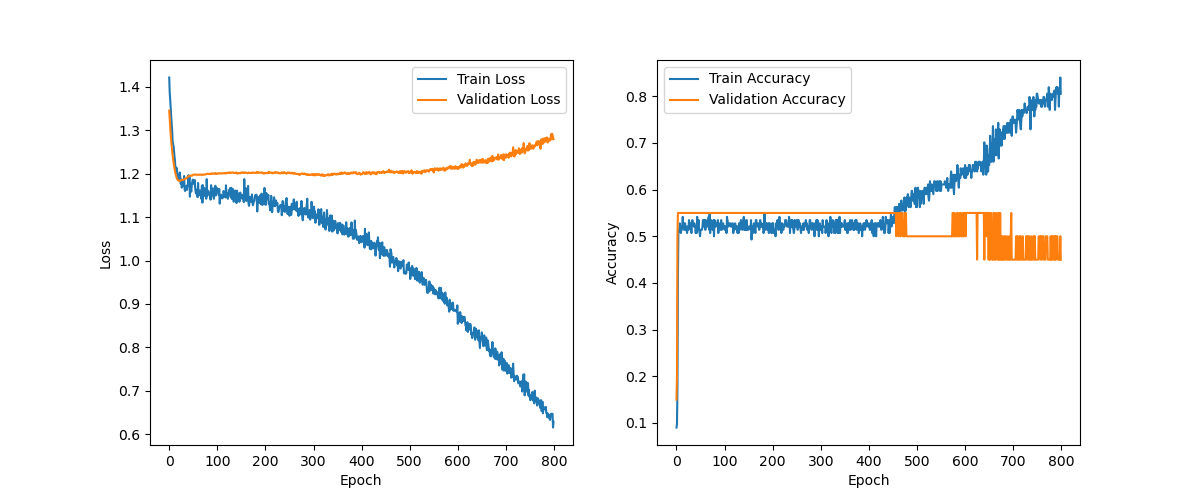 Train Loss
Validation Loss
1.4
1.3
1.2
1.1
1.0
0.9
0.8
0.7
0.6
Loss
0 100 200 300 400 500 600 700 800
Epoch
Train Accuracy
Validation Accuracy
0.8
0.7
0.6
0.5
0.4
0.3
0.2
0.1
Accuracy
0 100 200 300 400 500 600 700 800
Epoch